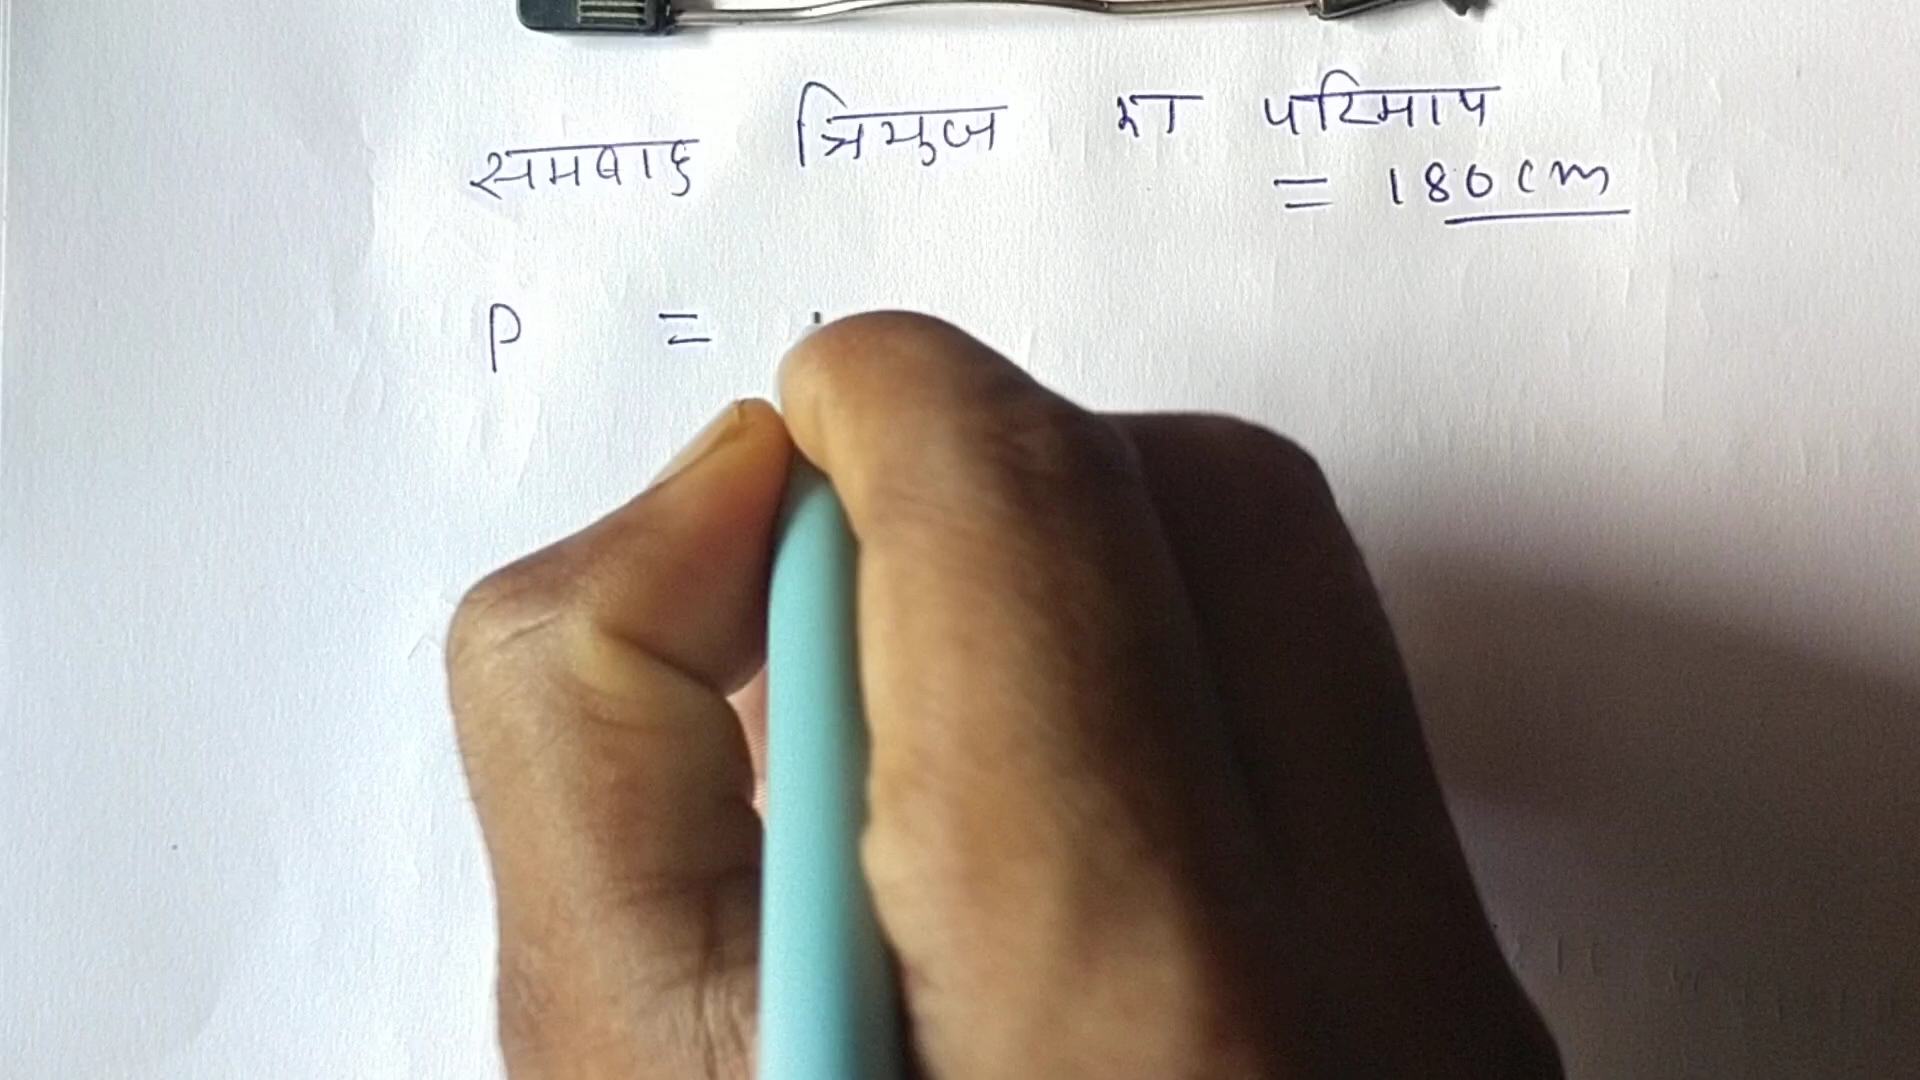 समबाहु त्रिभुज का परिमाप
= 180 cm
P =